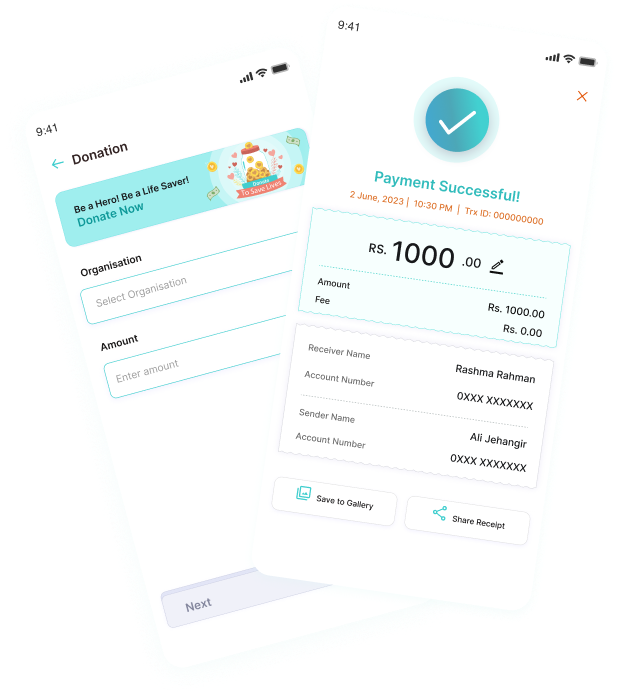 9:41
Donation
Be a Hero! Be a Life Saver!
Donate Now
Donate
To Save Lives
Organisation
Select Organisation
Amount
Enter amount
Next
9:41
Payment Successful!
2 June, 2023 | 10:30 PM | Trx ID: 000000000
RS. 1000 .00
Amount Rs. 1000.00
Fee Rs. 0.00
Receiver Name Rashma Rahman
Account Number 0XXX XXXXXXX
Sender Name Ali Jehangir
Account Number 0XXX XXXXXXX
Save to Gallery
Share Receipt